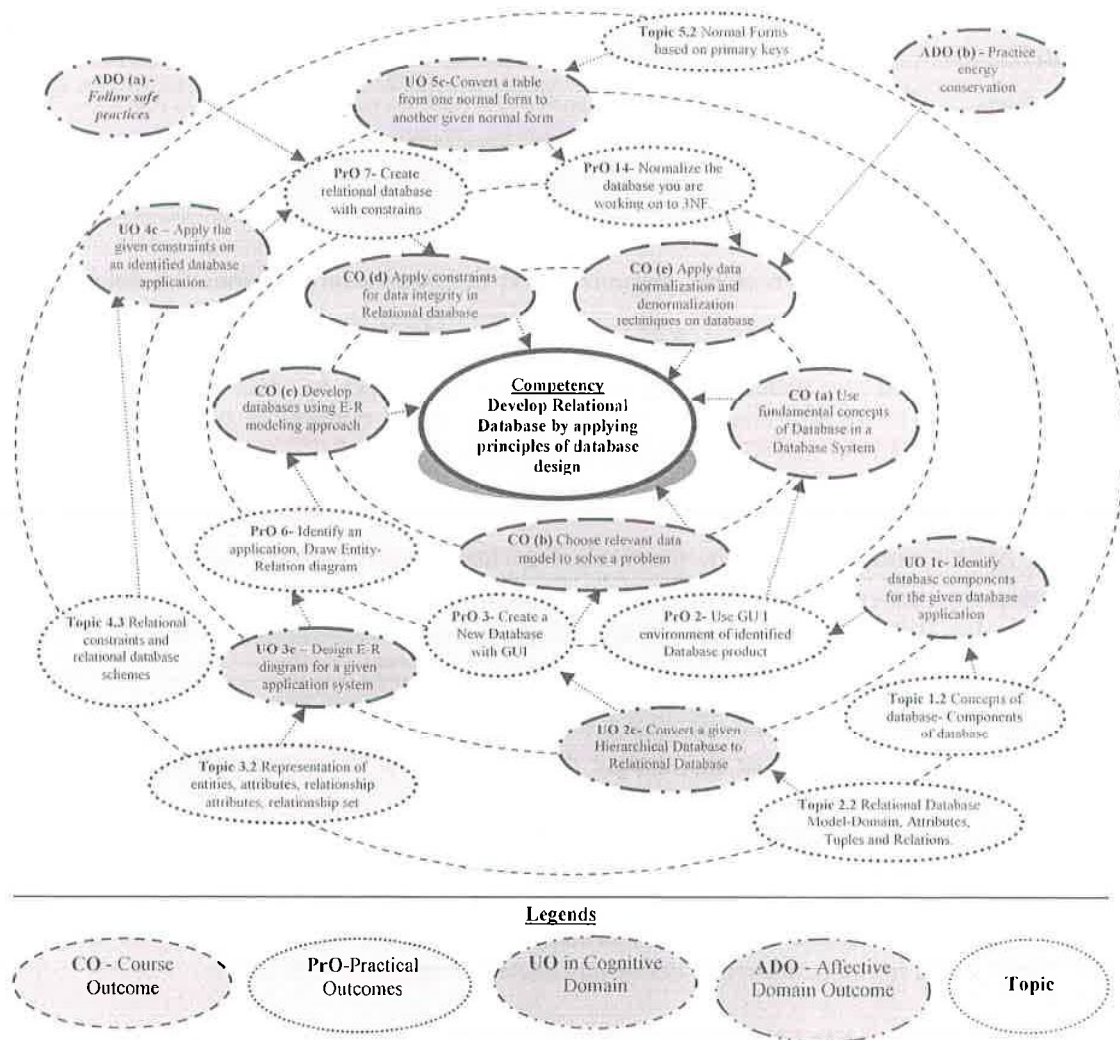 Topic 5.2 Normal Forms
based on primary keys
ADO (b) - Practice
energy
conservation
ADO (a) -
Follow safe
practices
UO 5c-Convert a table
from one normal form to
another given normal form
PrO 7- Create
relational database
with constrains
PrO 14- Normalize the
database you are
working on to 3NF.
UO 4c – Apply the
given constraints on
an identified database
application.
CO (d) Apply constraints
for data integrity in
Relational database
CO (e) Apply data
normalization and
denormalization
techniques on database
Competency
Develop Relational
Database by applying
principles of database
design
CO (c) Develop
databases using E-R
modeling approach
CO (a) Use
fundamental concepts
of Database in a
Database System
PrO 6- Identify an
application, Draw Entity-
Relation diagram
CO (b) Choose relevant data
model to solve a problem
UO 1c- Identify
database components
for the given database
application
Topic 4.3 Relational
constraints and
relational database
schemes
UO 3c – Design E-R
diagram for a given
application system
PrO 3- Create a
New Database
with GUI
PrO 2- Use GU I
environment of identified
Database product
Topic 1.2 Concepts of
database- Components
of database
UO 2c- Convert a given
Hierarchical Database to
Relational Database
Topic 3.2 Representation of
entities, attributes, relationship
attributes, relationship set
Topic 2.2 Relational Database
Model-Domain, Attributes,
Tuples and Relations.
Legends
CO - Course
Outcome
PrO-Practical
Outcomes
UO in Cognitive
Domain
ADO - Affective
Domain Outcome
Topic